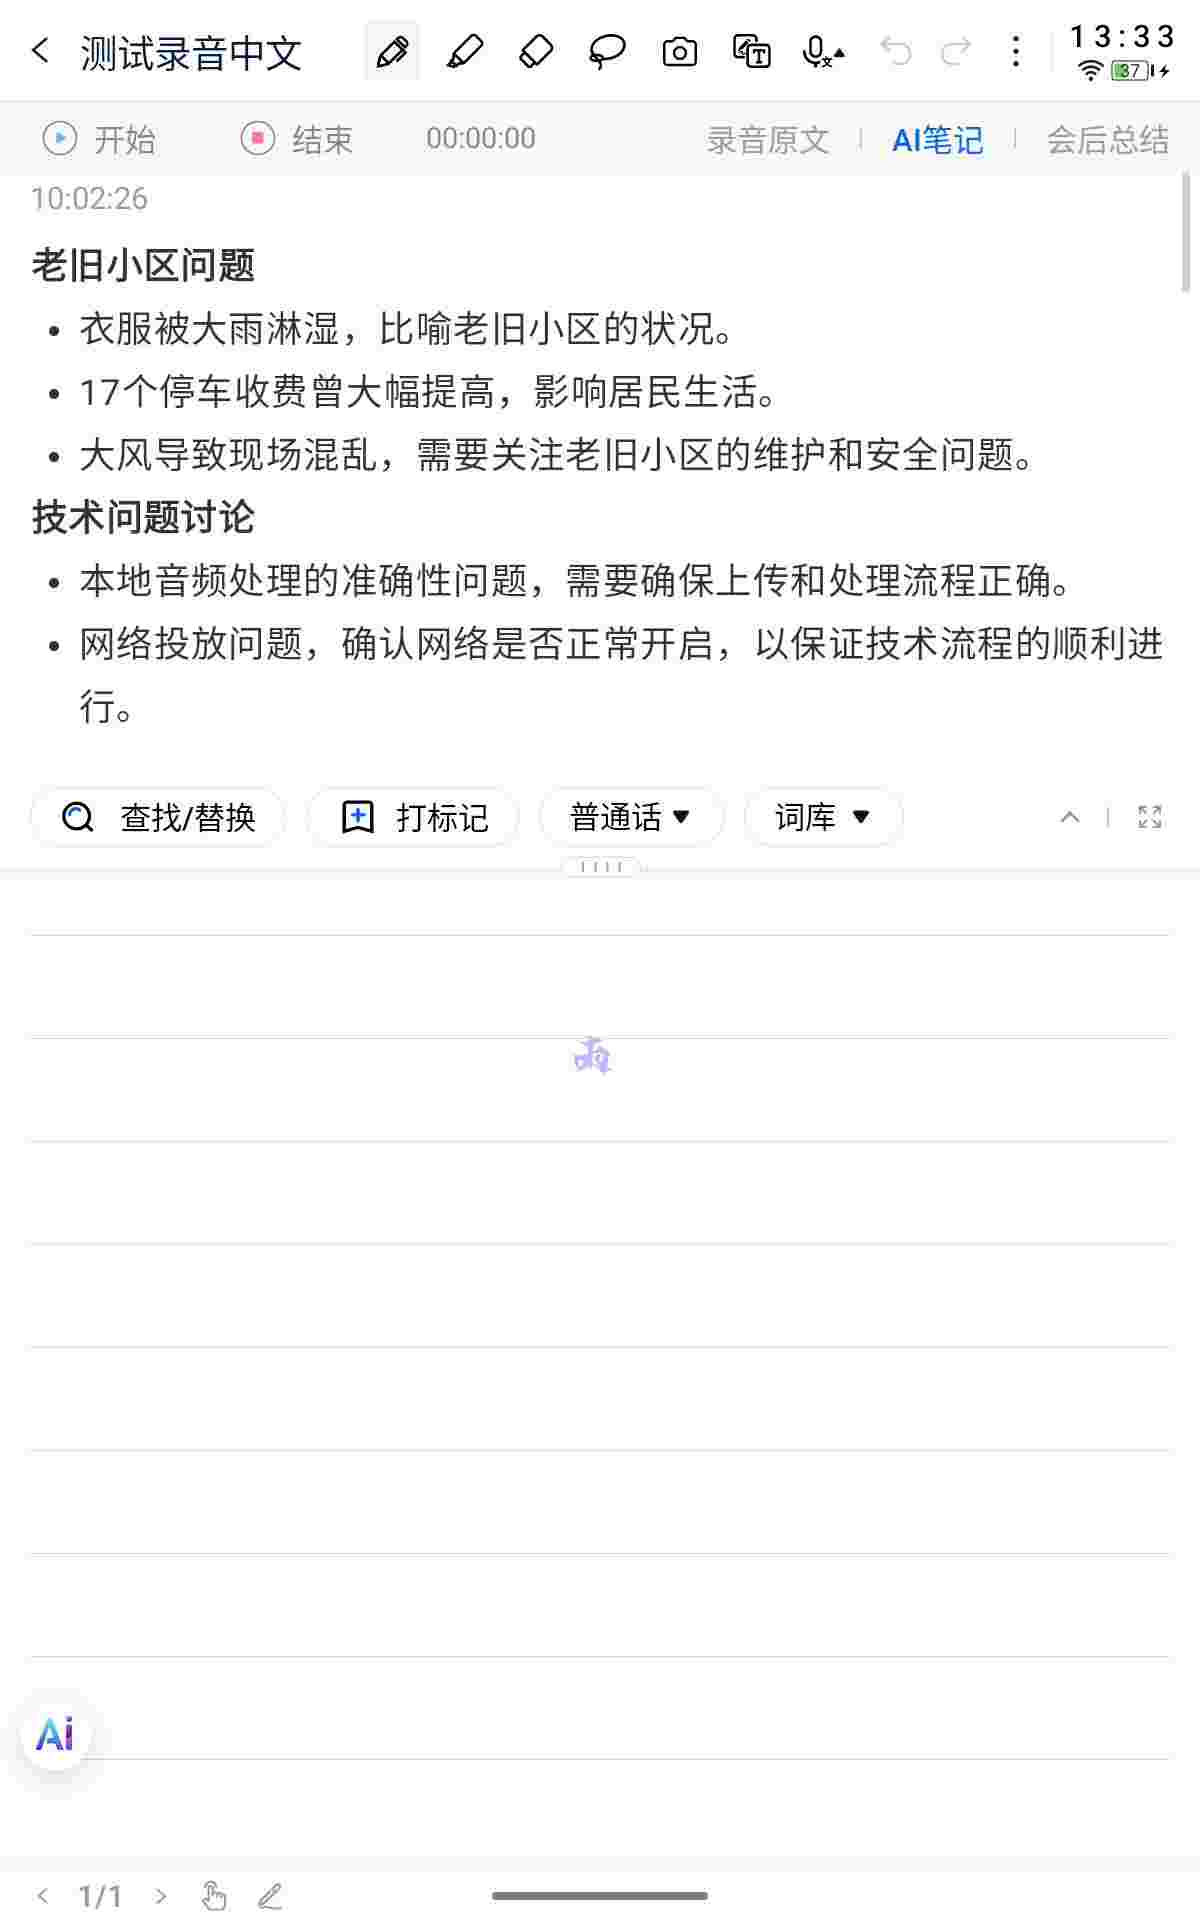 测试录音中文
13:33
37
开始 结束 00:00:00 录音原文 AI笔记 会后总结
10:02:26
老旧小区问题
• 衣服被大雨淋湿，比喻老旧小区的状况。
• 17个停车收费曾大幅提高，影响居民生活。
• 大风导致现场混乱，需要关注老旧小区的维护和安全问题。
技术问题讨论
• 本地音频处理的准确性问题，需要确保上传和处理流程正确。
• 网络投放问题，确认网络是否正常开启，以保证技术流程的顺利进
行。
查找/替换 打标记 普通话 词库
Ai
1/1